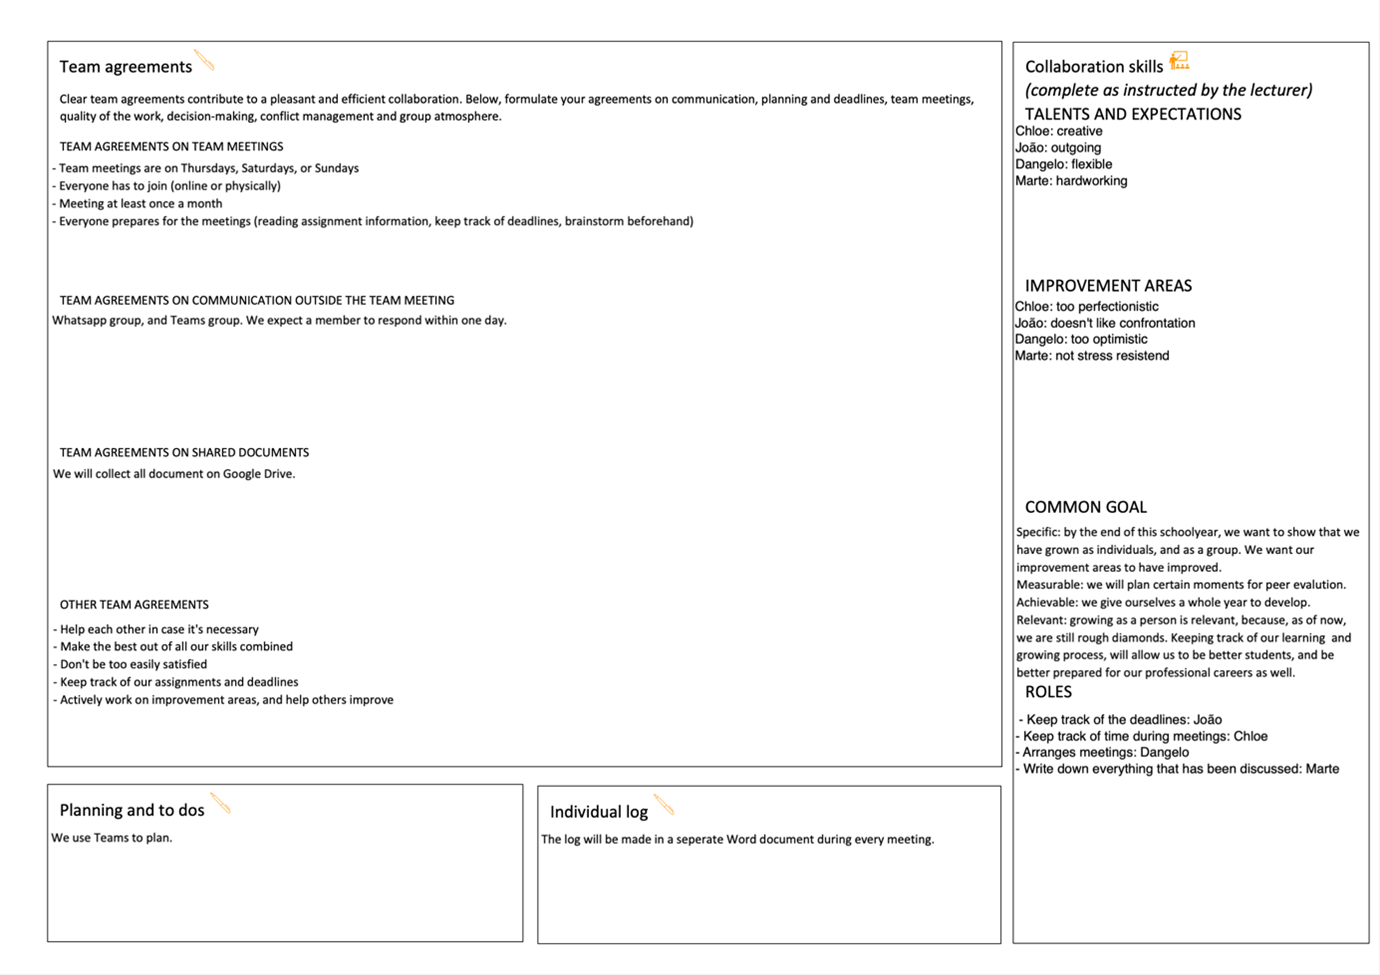 Team agreements
Clear team agreements contribute to a pleasant and efficient collaboration. Below, formulate your agreements on communication, planning and deadlines, team meetings,
quality of the work, decision-making, conflict management and group atmosphere.
TEAM AGREEMENTS ON TEAM MEETINGS
- Team meetings are on Thursdays, Saturdays, or Sundays
- Everyone has to join (online or physically)
- Meeting at least once a month
- Everyone prepares for the meetings (reading assignment information, keep track of deadlines, brainstorm beforehand)
TEAM AGREEMENTS ON COMMUNICATION OUTSIDE THE TEAM MEETING
Whatsapp group, and Teams group. We expect a member to respond within one day.
TEAM AGREEMENTS ON SHARED DOCUMENTS
We will collect all document on Google Drive.
OTHER TEAM AGREEMENTS
- Help each other in case it's necessary
- Make the best out of all our skills combined
- Don't be too easily satisfied
- Keep track of our assignments and deadlines
- Actively work on improvement areas, and help others improve
Planning and to dos
We use Teams to plan.
Individual log
The log will be made in a seperate Word document during every meeting.
Collaboration skills
(complete as instructed by the lecturer)
TALENTS AND EXPECTATIONS
Chloe: creative
João: outgoing
Dangelo: flexible
Marte: hardworking
IMPROVEMENT AREAS
Chloe: too perfectionistic
João: doesn't like confrontation
Dangelo: too optimistic
Marte: not stress resistend
COMMON GOAL
Specific: by the end of this schoolyear, we want to show that we
have grown as individuals, and as a group. We want our
improvement areas to have improved.
Measurable: we will plan certain moments for peer evalution.
Achievable: we give ourselves a whole year to develop.
Relevant: growing as a person is relevant, because, as of now,
we are still rough diamonds. Keeping track of our learning and
growing process, will allow us to be better students, and be
better prepared for our professional careers as well.
ROLES
- Keep track of the deadlines: João
- Keep track of time during meetings: Chloe
- Arranges meetings: Dangelo
- Write down everything that has been discussed: Marte